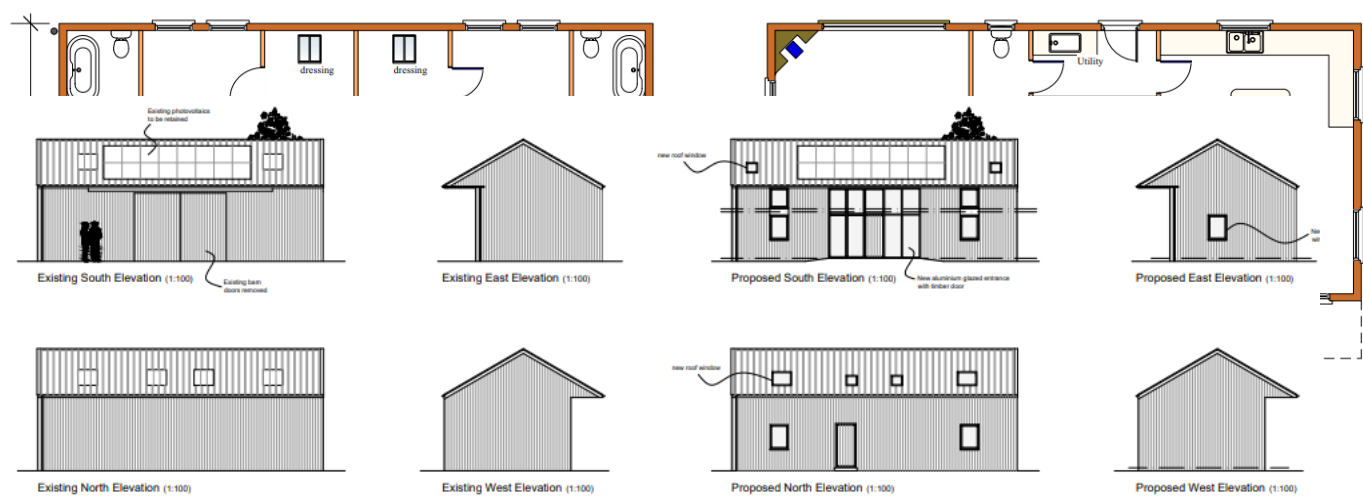 dressing
dressing
Utility
Existing photovoltaics
to be retained
new roof window
Existing South Elevation (1:100)
Existing barn
doors removed
Existing East Elevation (1:100)
Proposed South Elevation (1:100)
New aluminium glazed entrance
with timber door
Ne
wi
Proposed East Elevation (1:100)
new roof window
Existing North Elevation (1:100)
Existing West Elevation (1:100)
Proposed North Elevation (1:100)
Proposed West Elevation (1:100)